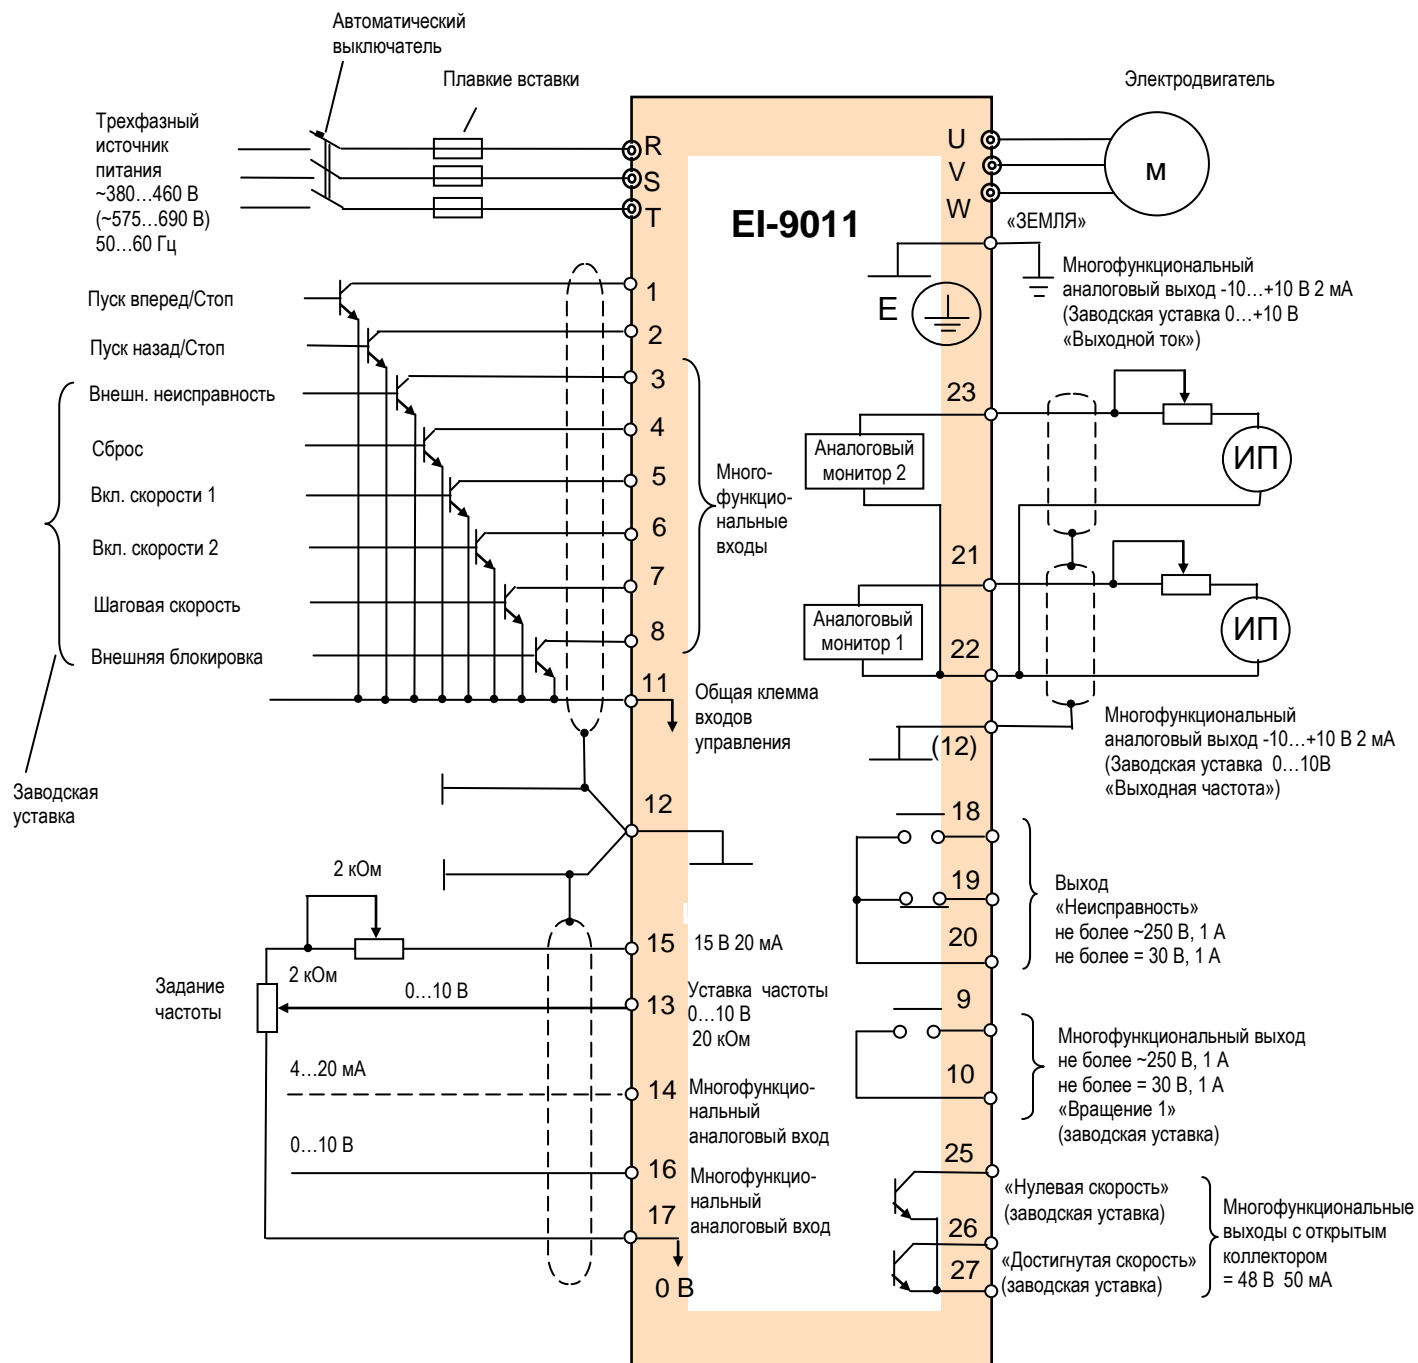 Автоматический
выключатель
Плавкие вставки
Электродвигатель
Трехфазный
источник
питания
~380…460 В
(~575…690 В)
50…60 Гц
R
S
T
U
V
W
М
EI-9011
«ЗЕМЛЯ»
E
Многофункциональный
аналоговый выход -10…+10 В 2 мА
(Заводская уставка 0…+10 В
«Выходной ток»)
Пуск вперед/Стоп
1
Пуск назад/Стоп
2
Внешн. неисправность
3
Сброс
4
Вкл. скорости 1
5
Вкл. скорости 2
6
Шаговая скорость
7
Внешняя блокировка
8
Много-
функцио-
нальные
входы
11
Общая клемма
входов
управления
Заводская
уставка
12
23
Аналоговый
монитор 2
ИП
21
Аналоговый
монитор 1
22
ИП
(12)
Многофункциональный
аналоговый выход -10…+10 В 2 мА
(Заводская уставка 0…10В
«Выходная частота»)
18
19
20
Выход
«Неисправность»
не более ~250 В, 1 А
не более = 30 В, 1 А
2 кОм
15
15 В 20 мА
2 кОм
Задание
частоты
0…10 В
13
Уставка частоты
0…10 В
20 кОм
4…20 мА
14
Многофункцио-
нальный
аналоговый вход
0…10 В
16
Многофункцио-
нальный
аналоговый вход
17
0 В
9
10
Многофункциональный выход
не более ~250 В, 1 А
не более = 30 В, 1 А
«Вращение 1»
(заводская уставка)
25
«Нулевая скорость»
(заводская уставка)
26
27
«Достигнутая скорость»
(заводская уставка)
Многофункциональные
выходы с открытым
коллектором
= 48 В 50 мА